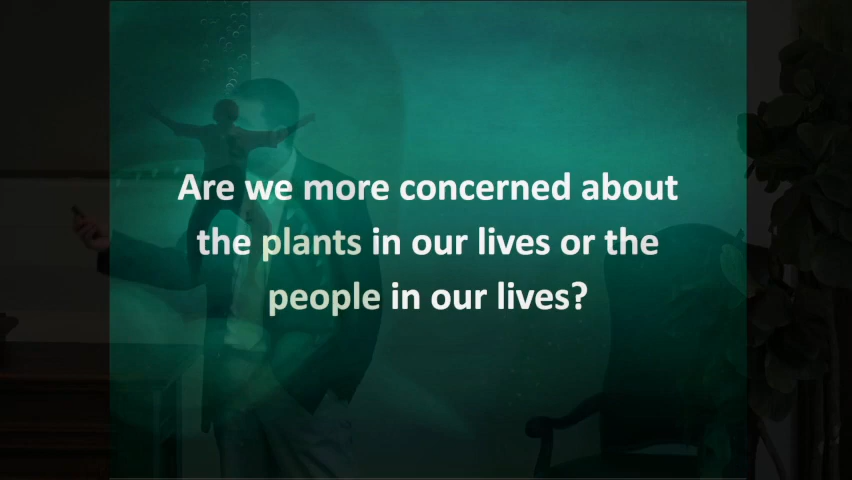 Are we more concerned about
the plants in our lives or the
people in our lives?